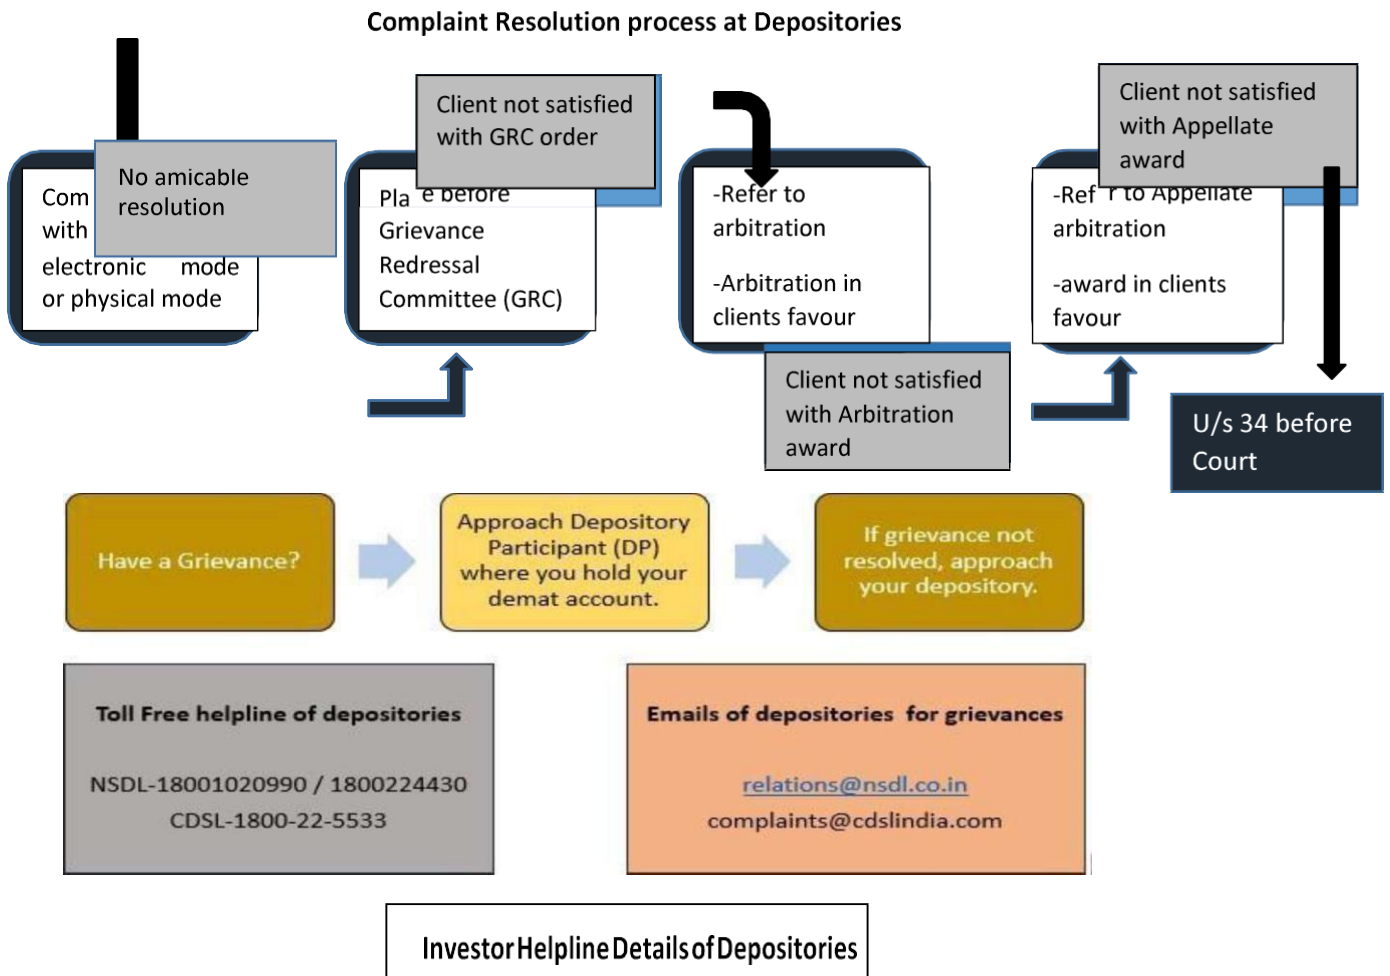 Complaint Resolution process at Depositories
No amicable
resolution
Com
with
electronic mode
or physical mode
Client not satisfied
with GRC order
Pla e before
Grievance
Redressal
Committee (GRC)
-Refer to
arbitration
-Arbitration in
clients favour
Client not satisfied
with Arbitration
award
Client not satisfied
with Appellate
award
-Ref r to Appellate
arbitration
-award in clients
favour
U/s 34 before
Court
Have a Grievance?
Approach Depository
Participant (DP)
where you hold your
demat account.
If grievance not
resolved, approach
your depository.
Toll Free helpline of depositories
NSDL-18001020990 / 1800224430
CDSL-1800-22-5533
Emails of depositories for grievances
relations@nsdl.co.in
complaints@cdslindia.com
Investor Helpline Details of Depositories